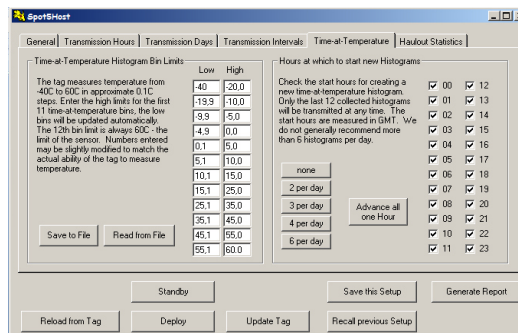 Spot5Host
General
Transmission Hours
Transmission Days
Transmission Intervals
Time-at-Temperature
Haulout Statistics
Time-at-Temperature Histogram Bin Limits
The tag measures temperature from
-40C to 60C in approximate 0.1C
steps. Enter the high limits for the first
11 time-at-temperature bins, the low
bins will be updated automatically.
The 12th bin limit is always 60C - the
limit of the sensor. Numbers entered
may be slightly modified to match the
actual ability of the tag to measure
temperature.
Save to File
Read from File
Low High
-40 -20,0
-19,9 -10,0
-9,9 -5,0
-4,9 0,0
0,1 5,0
5,1 10,0
10,1 15,0
15,1 25,0
25,1 35,0
35,1 45,0
45,1 55,0
55,1 60.0
Hours at which to start new Histograms
Check the start hours for creating a
new time-at-temperature histogram.
Only the last 12 collected histograms
will be transmitted at any time. The
start hours are measured in GMT. We
do not generally recommend more
than 6 histograms per day.
none
2 per day
3 per day
4 per day
6 per day
Advance all
one Hour
00 12
01 13
02 14
03 15
04 16
05 17
06 18
07 19
08 20
09 21
10 22
11 23
Standby
Save this Setup
Generate Report
Reload from Tag
Deploy
Update Tag
Recall previous Setup